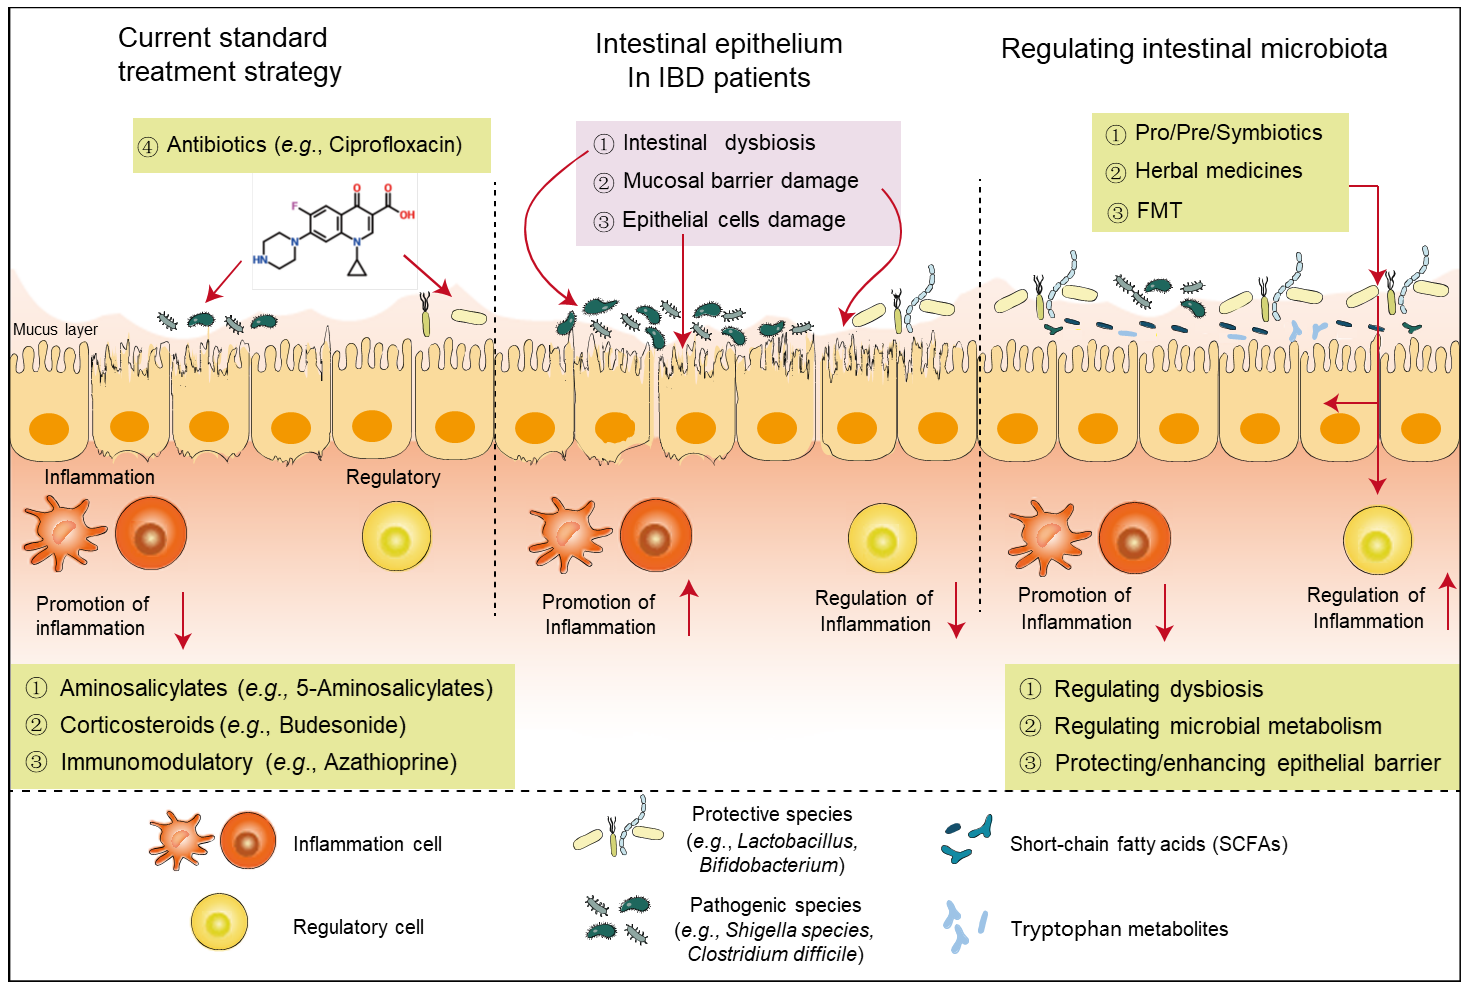 Current standard
treatment strategy
④ Antibiotics (e.g., Ciprofloxacin)
F
O
O
OH
N
N
HN
Mucus layer
Inflammation
Regulatory
Promotion of
inflammation
① Aminosalicylates (e.g., 5-Aminosalicylates)
② Corticosteroids (e.g., Budesonide)
③ Immunomodulatory (e.g., Azathioprine)
Intestinal epithelium
In IBD patients
① Intestinal dysbiosis
② Mucosal barrier damage
③ Epithelial cells damage
Promotion of
Inflammation
Regulation of
Inflammation
Regulating intestinal microbiota
① Pro/Pre/Symbiotics
② Herbal medicines
③ FMT
Promotion of
Inflammation
Regulation of
Inflammation
① Regulating dysbiosis
② Regulating microbial metabolism
③ Protecting/enhancing epithelial barrier
Inflammation cell
Regulatory cell
Protective species
(e.g., Lactobacillus,
Bifidobacterium)
Pathogenic species
(e.g., Shigella species,
Clostridium difficile)
Short-chain fatty acids (SCFAs)
Tryptophan metabolites